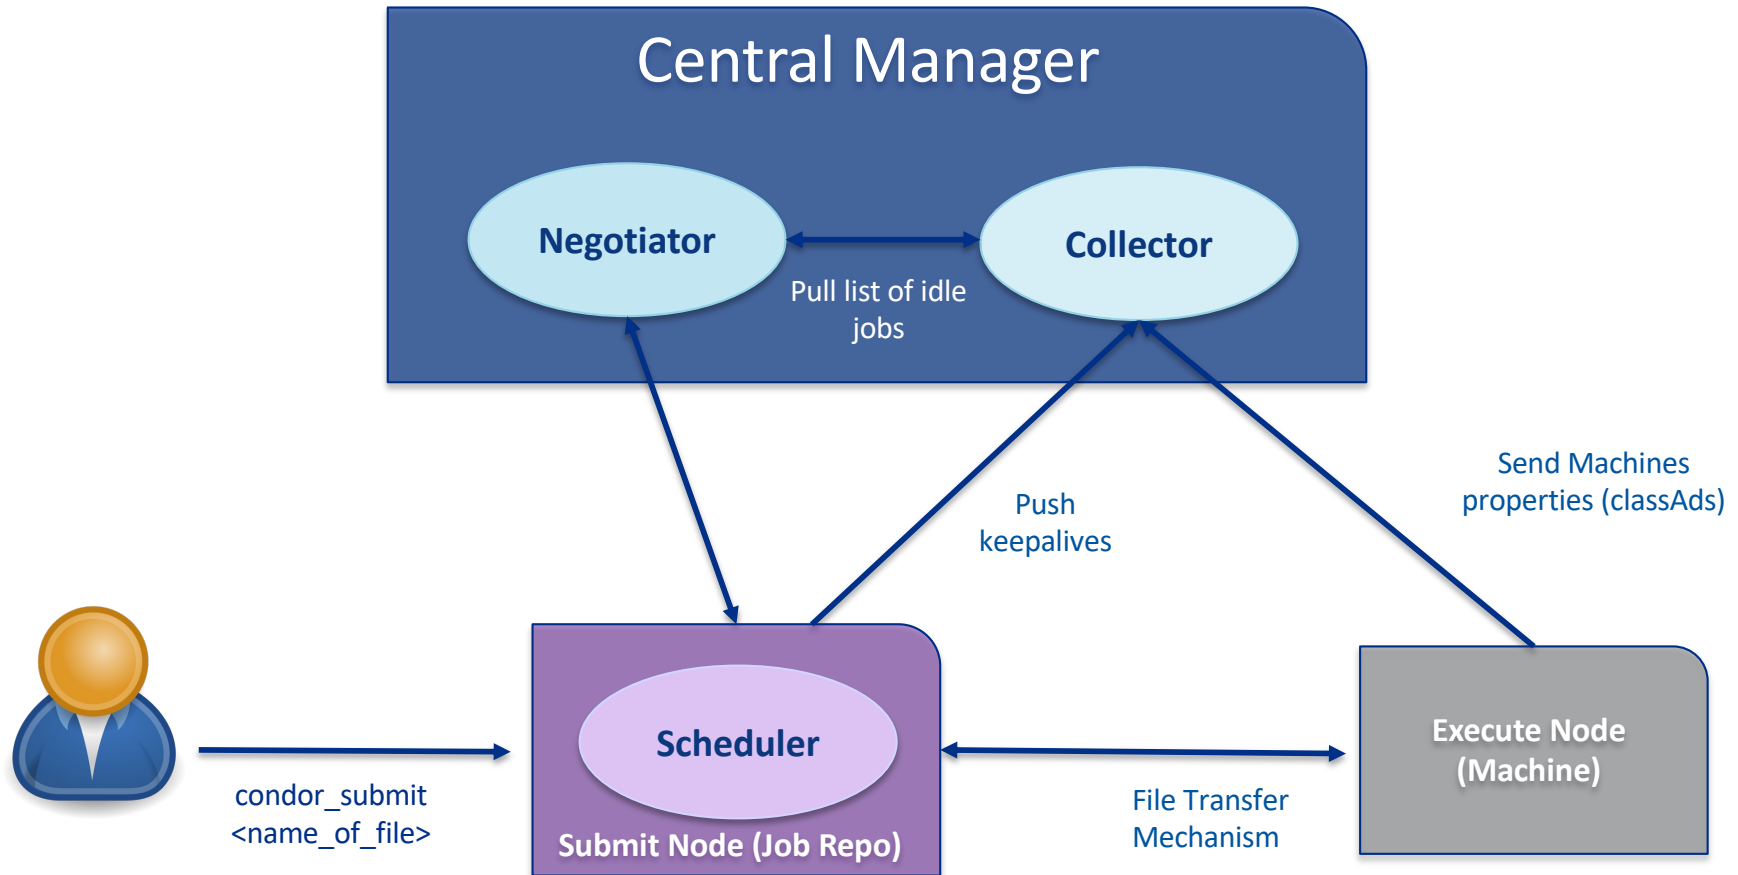 Central Manager
Negotiator
Collector
Pull list of idle
jobs
Send Machines
properties (classAds)
Push
keepalives
Scheduler
Submit Node (Job Repo)
Execute Node
(Machine)
condor_submit
<name_of_file>
File Transfer
Mechanism